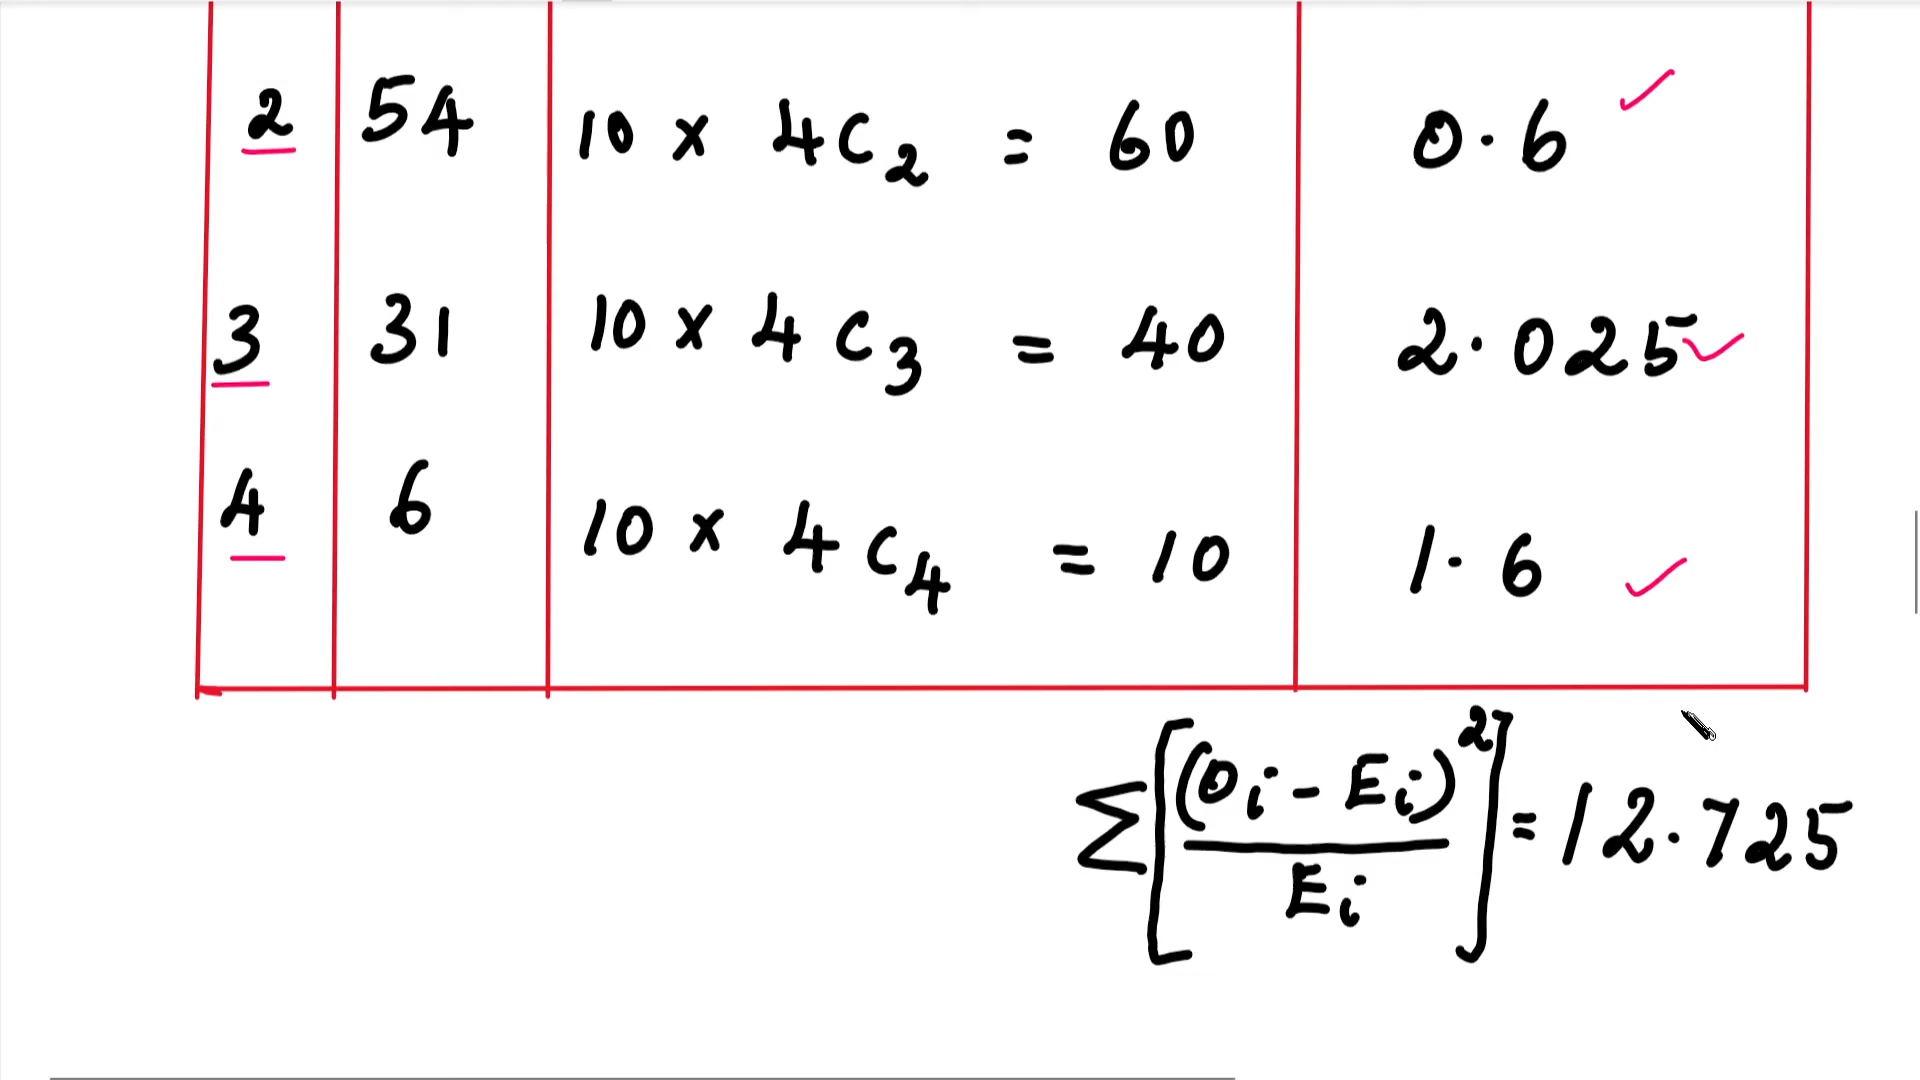 2 54 10 x 4C2 = 60 0.6 ✓
3 31 10 x 4C3 = 40 2.025 ✓
4 6 10 x 4C4 = 10 1.6 ✓
Σ[(Oi - Ei)²/Ei] = 12.725